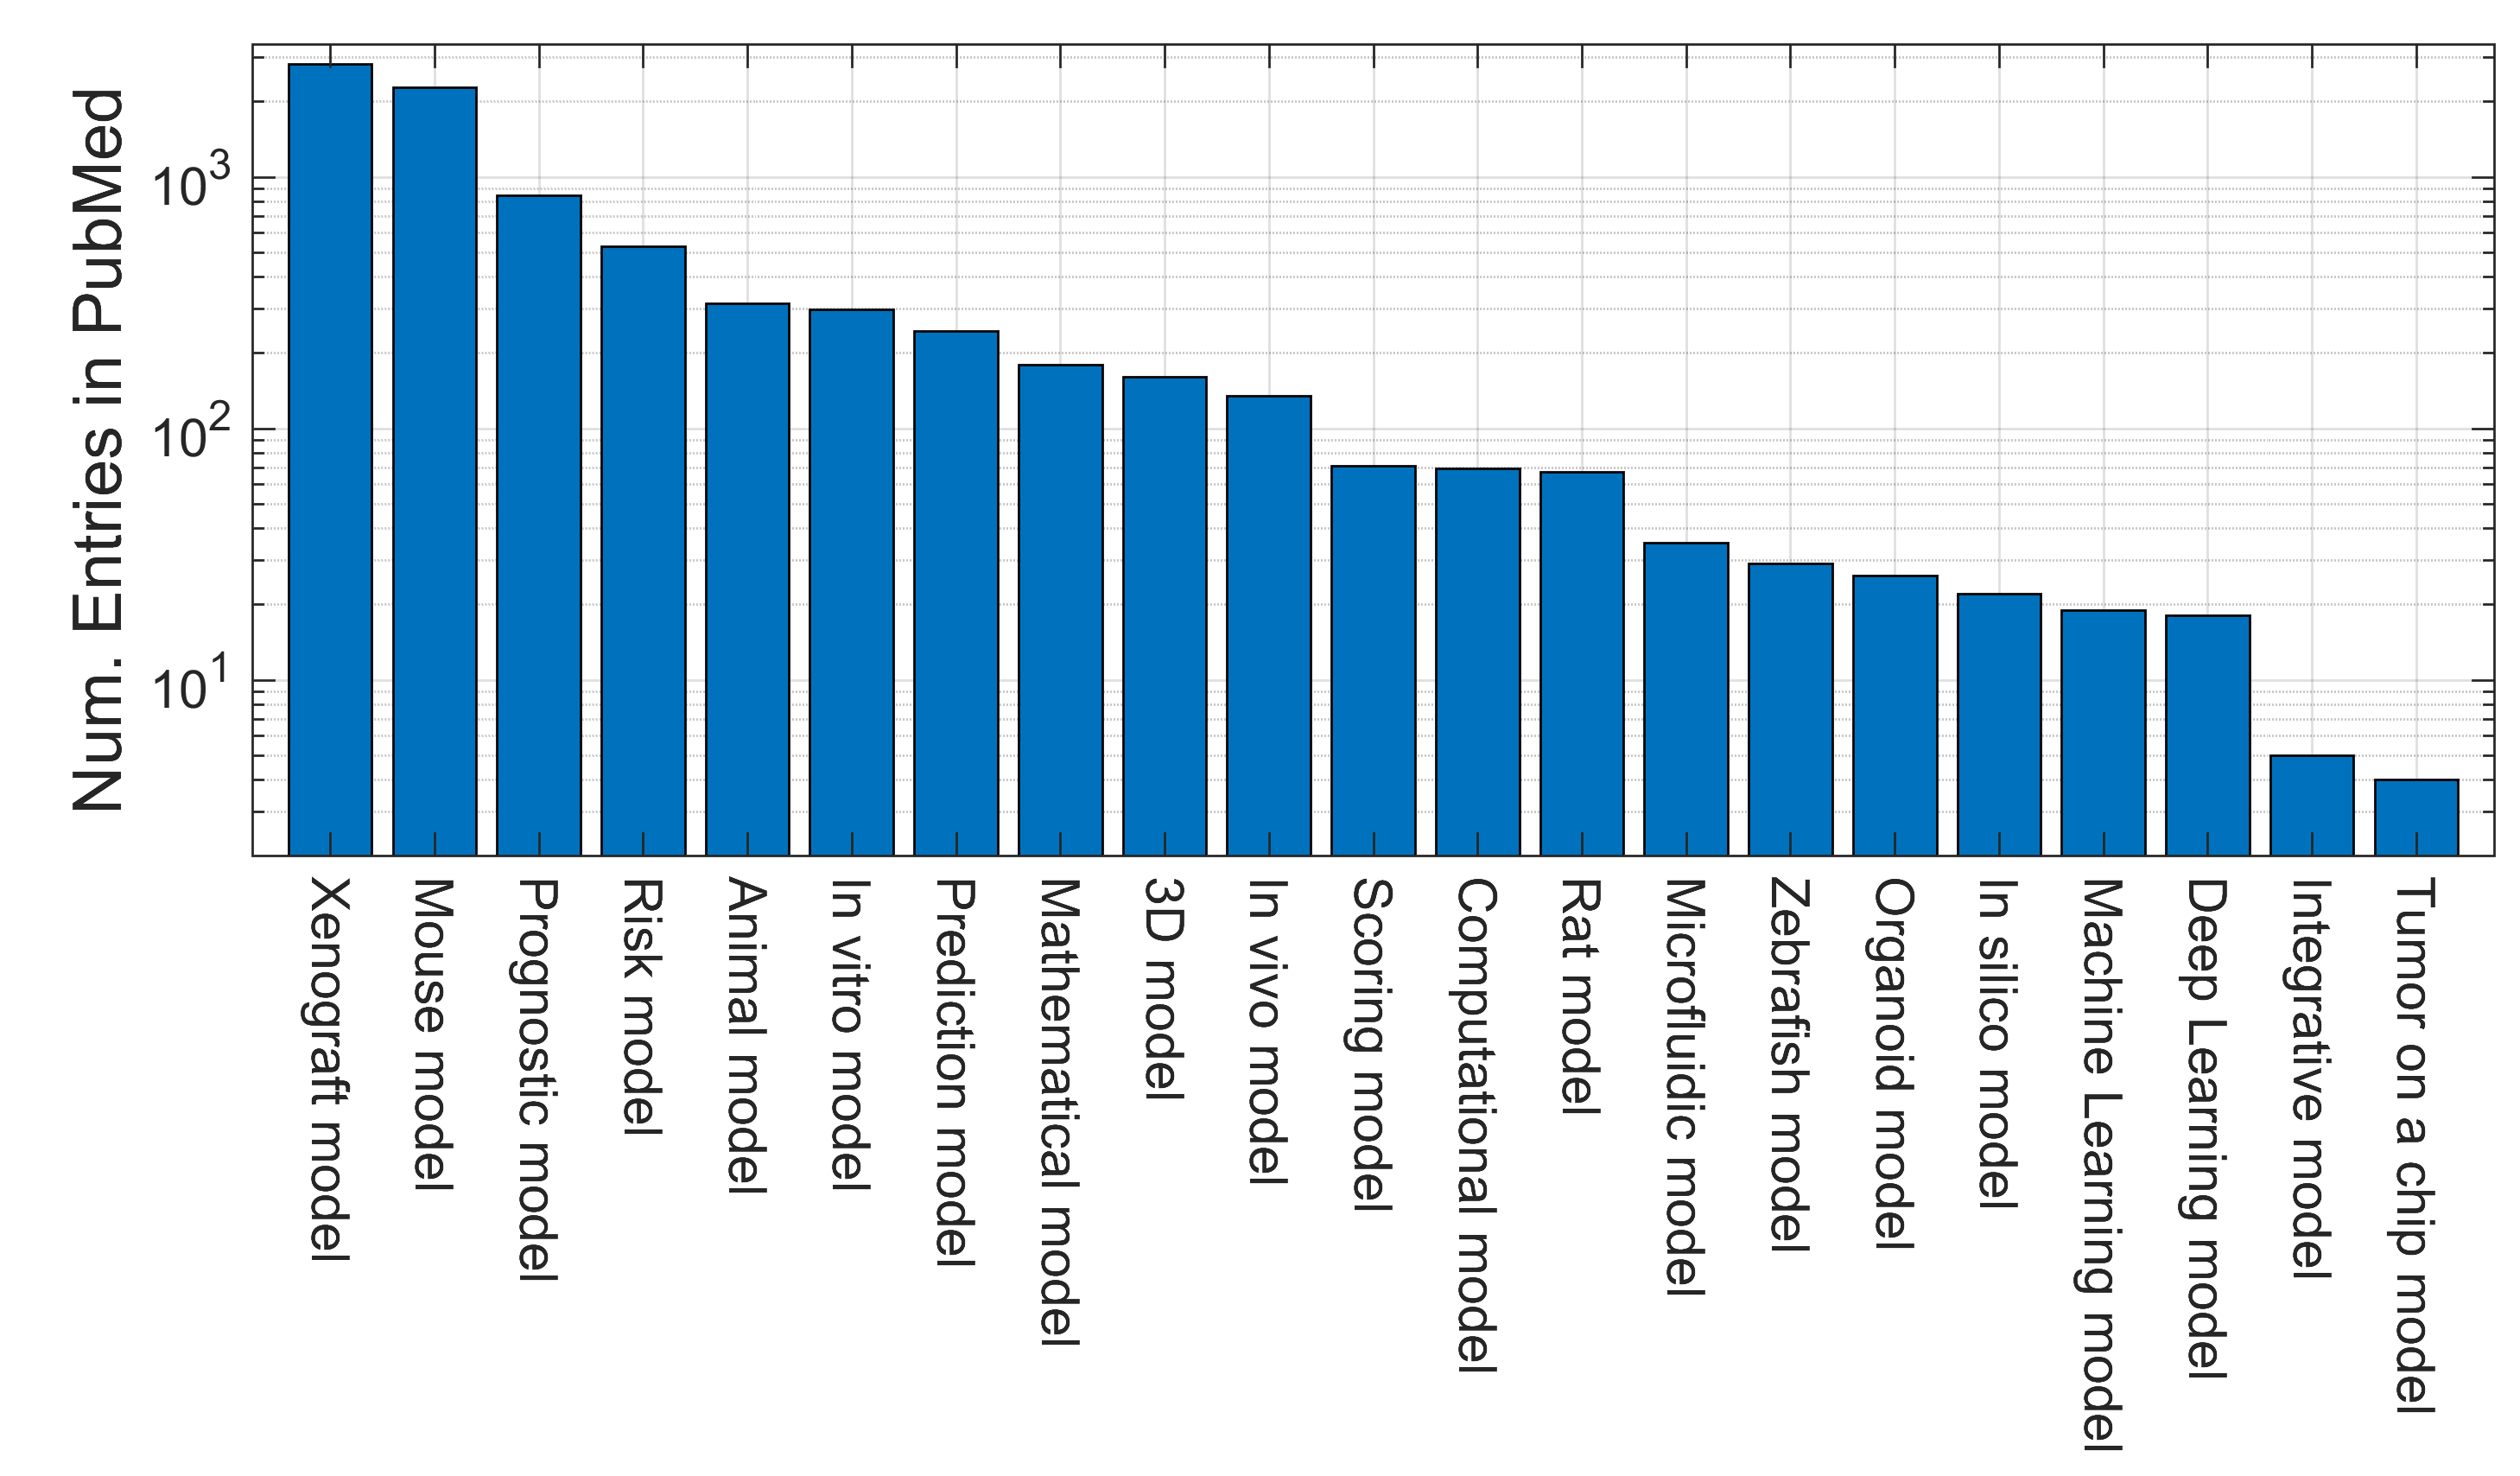 Num. Entries in PubMed
10^3
10^2
10^1
Xenograft model
Mouse model
Prognostic model
Risk model
Animal model
In vitro model
Prediction model
Mathematical model
3D model
In vivo model
Scoring model
Computational model
Rat model
Microfluidic model
Zebrafish model
Organoid model
In silico model
Machine Learning model
Deep Learning model
Integrative model
Tumor on a chip model